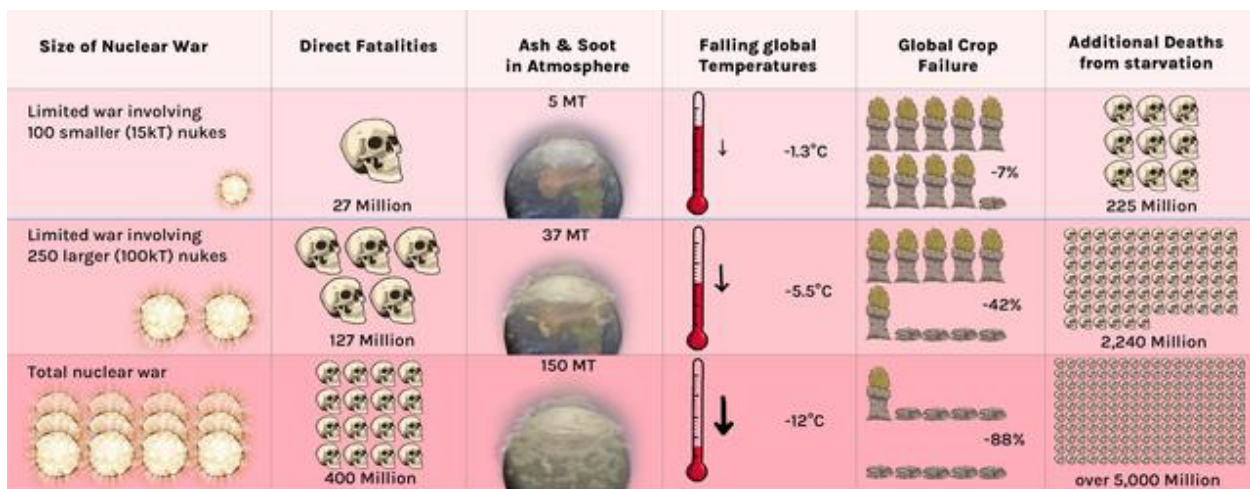 Size of Nuclear War
Direct Fatalities
Ash & Soot
in Atmosphere
Falling global
Temperatures
Global Crop
Failure
Additional Deaths
from starvation
Limited war involving
100 smaller (15kT) nukes
27 Million
5 MT
-1.3°C
-7%
225 Million
Limited war involving
250 larger (100kT) nukes
127 Million
37 MT
-5.5°C
-42%
2,240 Million
Total nuclear war
400 Million
150 MT
-12°C
-88%
over 5,000 Million